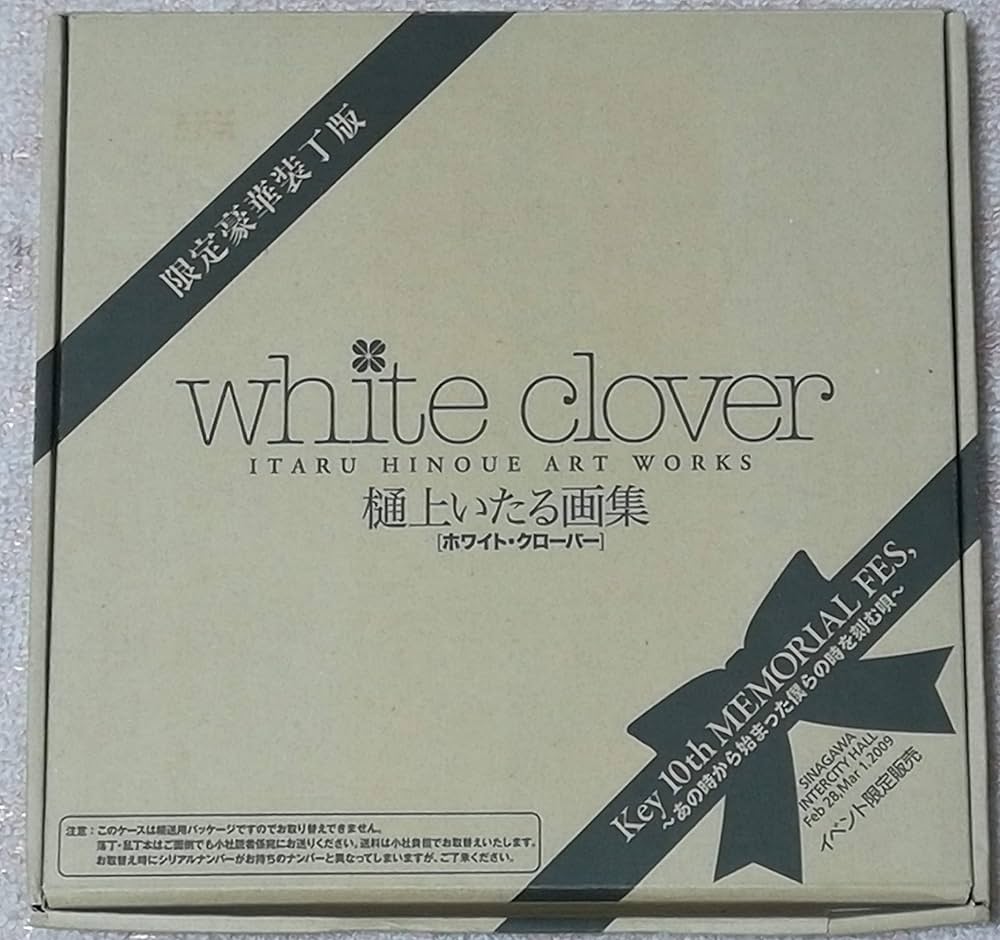 限定豪華装丁版
white clover
ITARU HINOUE ART WORKS
樋上いたる画集
[ホワイト・クローバー]
Key 10th MEMORIAL FES,
～あの時から始まった僕らの時を刻む唄～
SINAGAWA
INTERCITY HALL
Feb 28,Mar 1.2009
イベント限定販売
注意：このケースは輸送用パッケージですのでお取り替えできません。
落丁・乱丁本はご面倒でも小社読者係宛にお送りください。送料は小社負担でお取替えいたします。
お取替え時にシリアルナンバーがお持ちのナンバーと異なってしまいますが、ご了承ください。